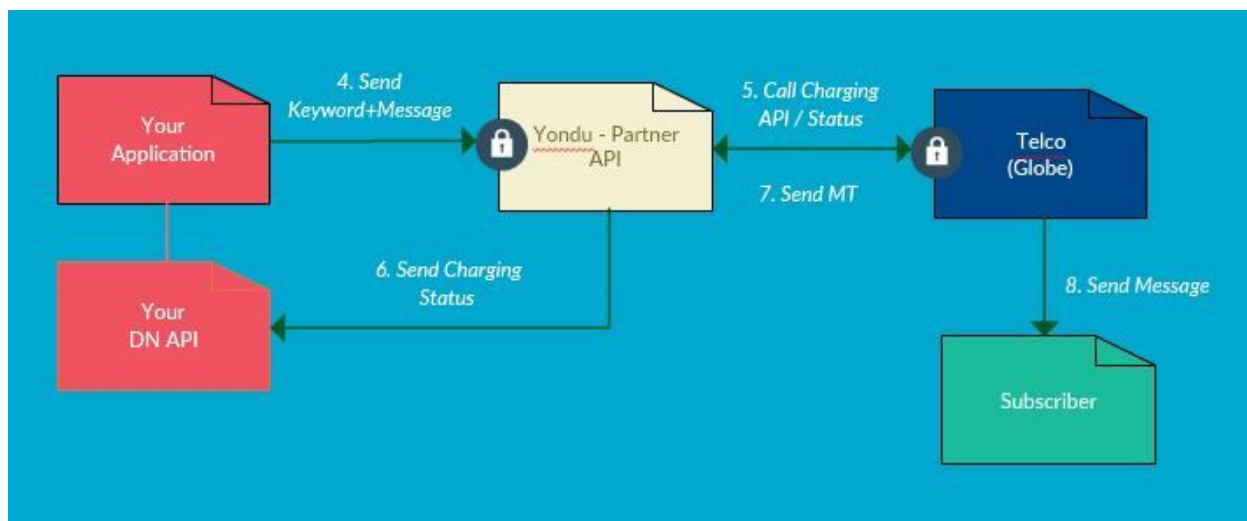 4. Send
Keyword+Message
Your
Application
Yondu - Partner
API
5. Call Charging
API / Status
Telco
(Globe)
7. Send MT
6. Send Charging
Status
Your
DN API
8. Send Message
Subscriber